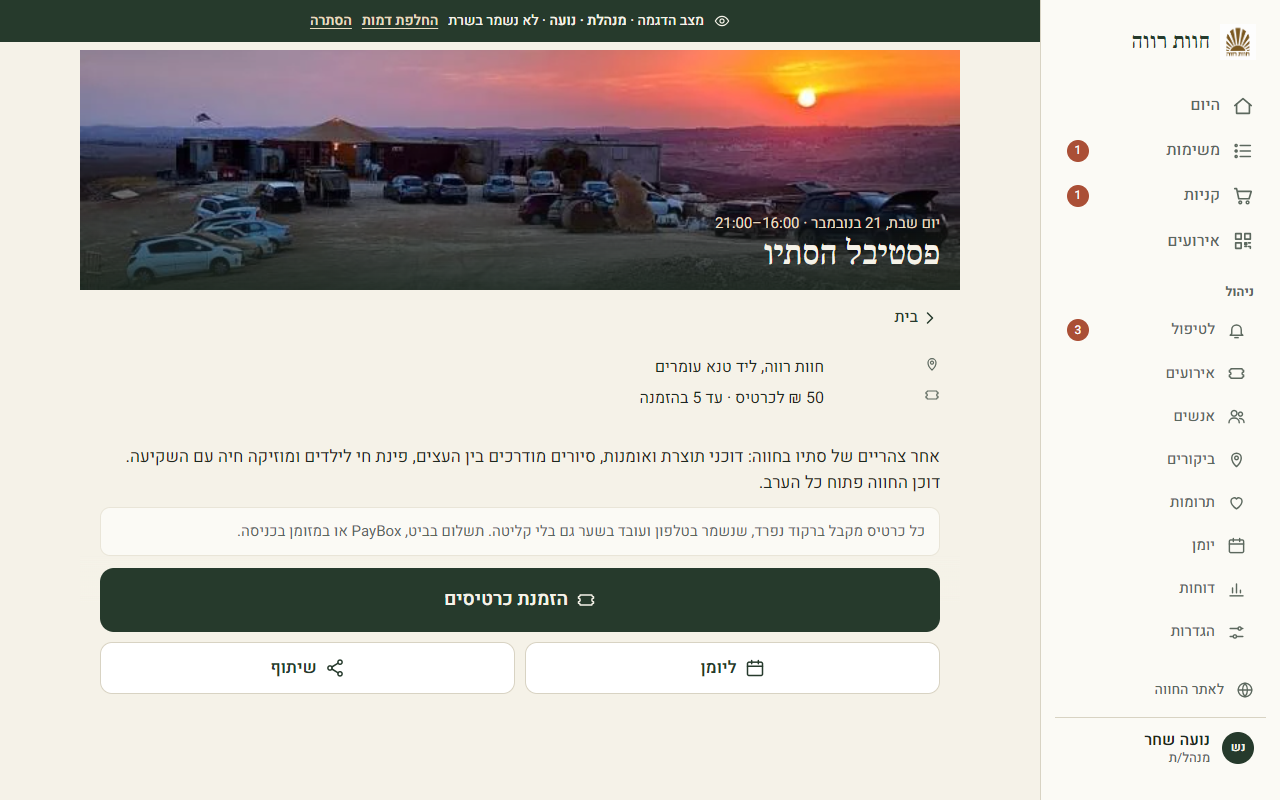 מצב הדגמה · מנהלת · נועה · לא נשמר בשרת החלפת דמות הסתרה
חוות רווה
היום
משימות 1
קניות 1
אירועים
ניהול
לטיפול 3
אירועים
אנשים
ביקורים
תרומות
יומן
דוחות
הגדרות
לאתר החווה
נש
נועה שחר
מנהל/ת
יום שבת, 21 בנובמבר · 16:00–21:00
פסטיבל הסתיו
בית
חוות רווה, ליד טנא עומרים
50 ₪ לכרטיס · עד 5 בהזמנה
אחר צהריים של סתיו בחווה: דוכני תוצרת ואומנות, סיורים מודרכים בין העצים, פינת חי לילדים ומוזיקה חיה עם השקיעה.
דוכן החווה פתוח כל הערב.
כל כרטיס מקבל ברקוד נפרד, שנשמר בטלפון ועובד בשער גם בלי קליטה. תשלום בביט, PayBox או במזומן בכניסה.
הזמנת כרטיסים
ליומן
שיתוף